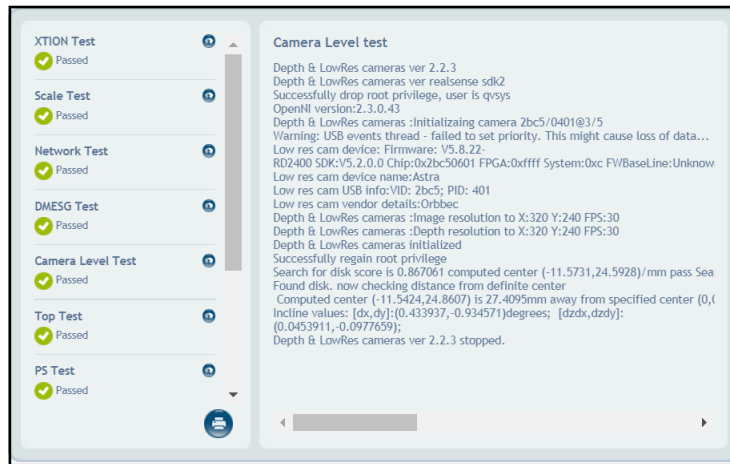 XTION Test
Passed
Scale Test
Passed
Network Test
Passed
DMESG Test
Passed
Camera Level Test
Passed
Top Test
Passed
PS Test
Passed
Camera Level test
Depth & LowRes cameras ver 2.2.3
Depth & LowRes cameras ver realsense sdk2
Successfully drop root privilege, user is qvsys
OpenNI version:2.3.0.43
Depth & LowRes cameras :Initializaing camera 2bc5/0401@3/5
Warning: USB events thread - failed to set priority. This might cause loss of data...
Low res cam device: Firmware: V5.8.22-
RD2400 SDK:V5.2.0.0 Chip:0x2bc50601 FPGA:0xffff System:0xc FWBaseLine:Unknow
Low res cam device name:Astra
Low res cam USB info:VID: 2bc5; PID: 401
Low res cam vendor details:Orbbec
Depth & LowRes cameras :Image resolution to X:320 Y:240 FPS:30
Depth & LowRes cameras :Depth resolution to X:320 Y:240 FPS:30
Depth & LowRes cameras initialized
Successfully regain root privilege
Search for disk score is 0.867061 computed center (-11.5731,24.5928)/mm pass Sea
Found disk. now checking distance from definite center
Computed center (-11.5424,24.8607) is 27.4095mm away from specified center (0,0
Incline values: [dx,dy]:(0.433937,-0.934571)degrees; [dzdx,dzdy]:
(0.0453911,-0.0977659);
Depth & LowRes cameras ver 2.2.3 stopped.